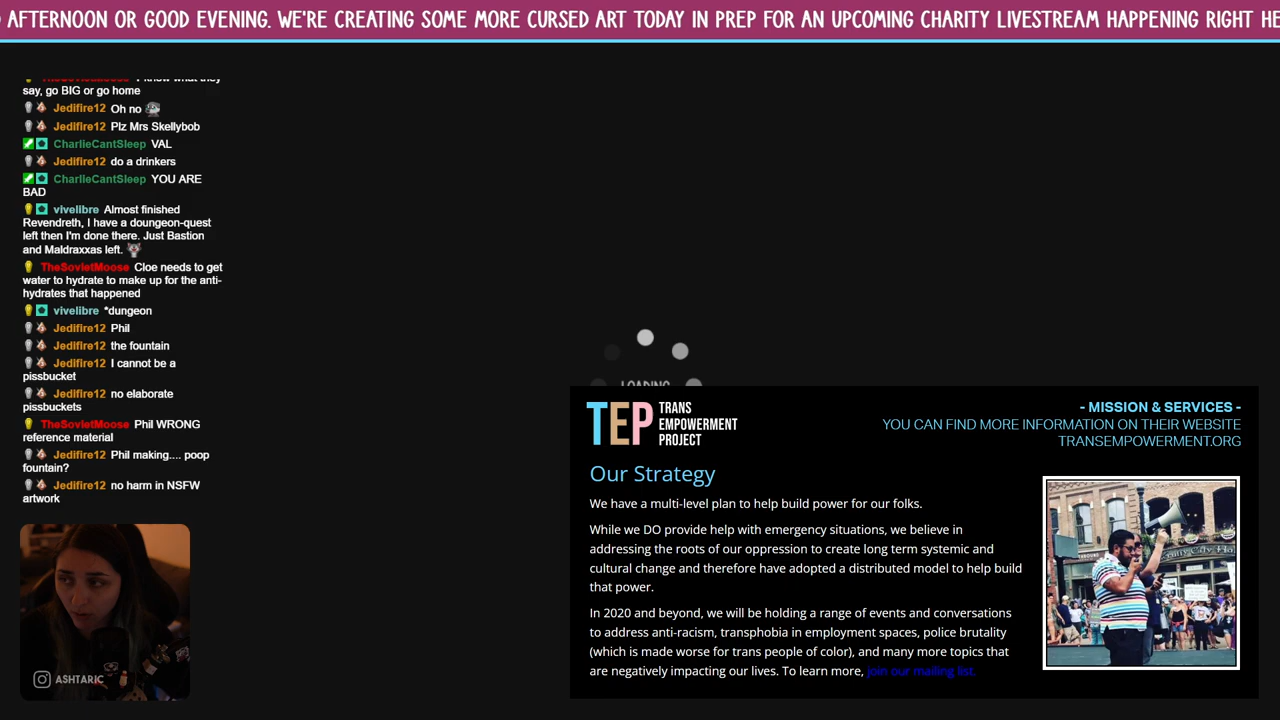 AFTERNOON OR GOOD EVENING. WE'RE CREATING SOME MORE CURSED ART TODAY IN PREP FOR AN UPCOMING CHARITY LIVESTREAM HAPPENING RIGHT HE
TheSovietMoose I know what they
say, go BIG or go home
Jedifire12 Oh no
Jedifire12 Plz Mrs Skellybob
CharlieCantSleep VAL
Jedifire12 do a drinkers
CharlieCantSleep YOU ARE
BAD
vivelibre Almost finished
Revendreth, I have a doungeon-quest
left then I'm done there. Just Bastion
and Maldraxxas left.
TheSovietMoose Cloe needs to get
water to hydrate to make up for the anti-
hydrates that happened
vivelibre *dungeon
Jedifire12 Phil
Jedifire12 the fountain
Jedifire12 I cannot be a
pissbucket
Jedifire12 no elaborate
pissbuckets
TheSovietMoose Phil WRONG
reference material
Jedifire12 Phil making.... poop
fountain?
Jedifire12 no harm in NSFW
artwork
ASHTARIC
LOADING
TEP TRANS
EMPOWERMENT
PROJECT
- MISSION & SERVICES -
YOU CAN FIND MORE INFORMATION ON THEIR WEBSITE
TRANSEMPOWERMENT.ORG
Our Strategy
We have a multi-level plan to help build power for our folks.
While we DO provide help with emergency situations, we believe in
addressing the roots of our oppression to create long term systemic and
cultural change and therefore have adopted a distributed model to help build
that power.
In 2020 and beyond, we will be holding a range of events and conversations
to address anti-racism, transphobia in employment spaces, police brutality
(which is made worse for trans people of color), and many more topics that
are negatively impacting our lives. To learn more, join our mailing list.